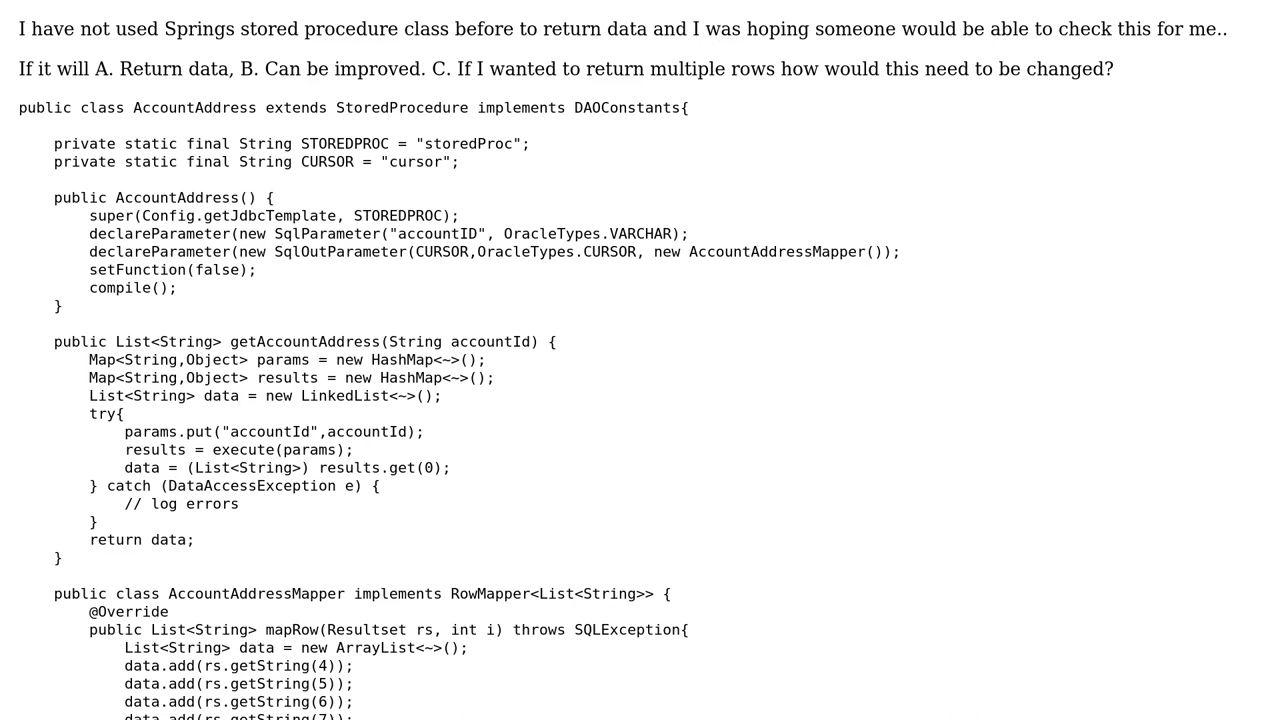 I have not used Springs stored procedure class before to return data and I was hoping someone would be able to check this for me..
If it will A. Return data, B. Can be improved. C. If I wanted to return multiple rows how would this need to be changed?
public class AccountAddress extends StoredProcedure implements DAOConstants{
    private static final String STOREDPROC = "storedProc";
    private static final String CURSOR = "cursor";
    public AccountAddress() {
        super(Config.getJdbcTemplate, STOREDPROC);
        declareParameter(new SqlParameter("accountID", OracleTypes.VARCHAR);
        declareParameter(new SqlOutParameter(CURSOR,OracleTypes.CURSOR, new AccountAddressMapper());
        setFunction(false);
        compile();
    }
    public List<String> getAccountAddress(String accountId) {
        Map<String,Object> params = new HashMap<~>();
        Map<String,Object> results = new HashMap<~>();
        List<String> data = new LinkedList<~>();
        try{
            params.put("accountId",accountId);
            results = execute(params);
            data = (List<String>) results.get(0);
        } catch (DataAccessException e) {
            // log errors
        }
        return data;
    }
    public class AccountAddressMapper implements RowMapper<List<String>> {
        @Override
        public List<String> mapRow(Resultset rs, int i) throws SQLException{
            List<String> data = new ArrayList<~>();
            data.add(rs.getString(4));
            data.add(rs.getString(5));
            data.add(rs.getString(6));
            data.add(rs.getString(7));